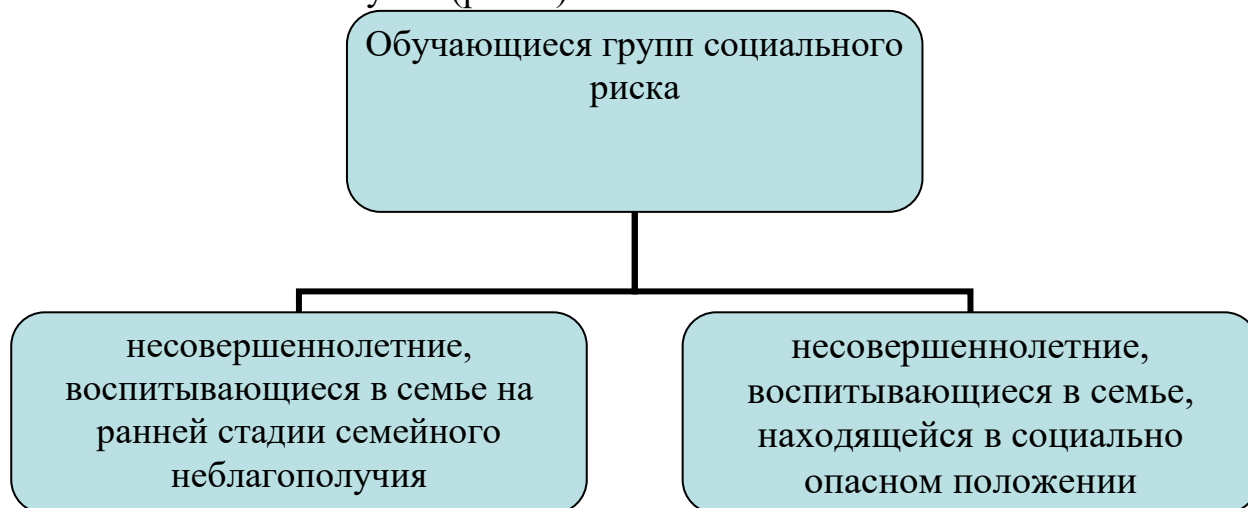 Обучающиеся групп социального
риска
несовершеннолетние,
воспитывающиеся в семье на
ранней стадии семейного
неблагополучия
несовершеннолетние,
воспитывающиеся в семье,
находящейся в социально
опасном положении